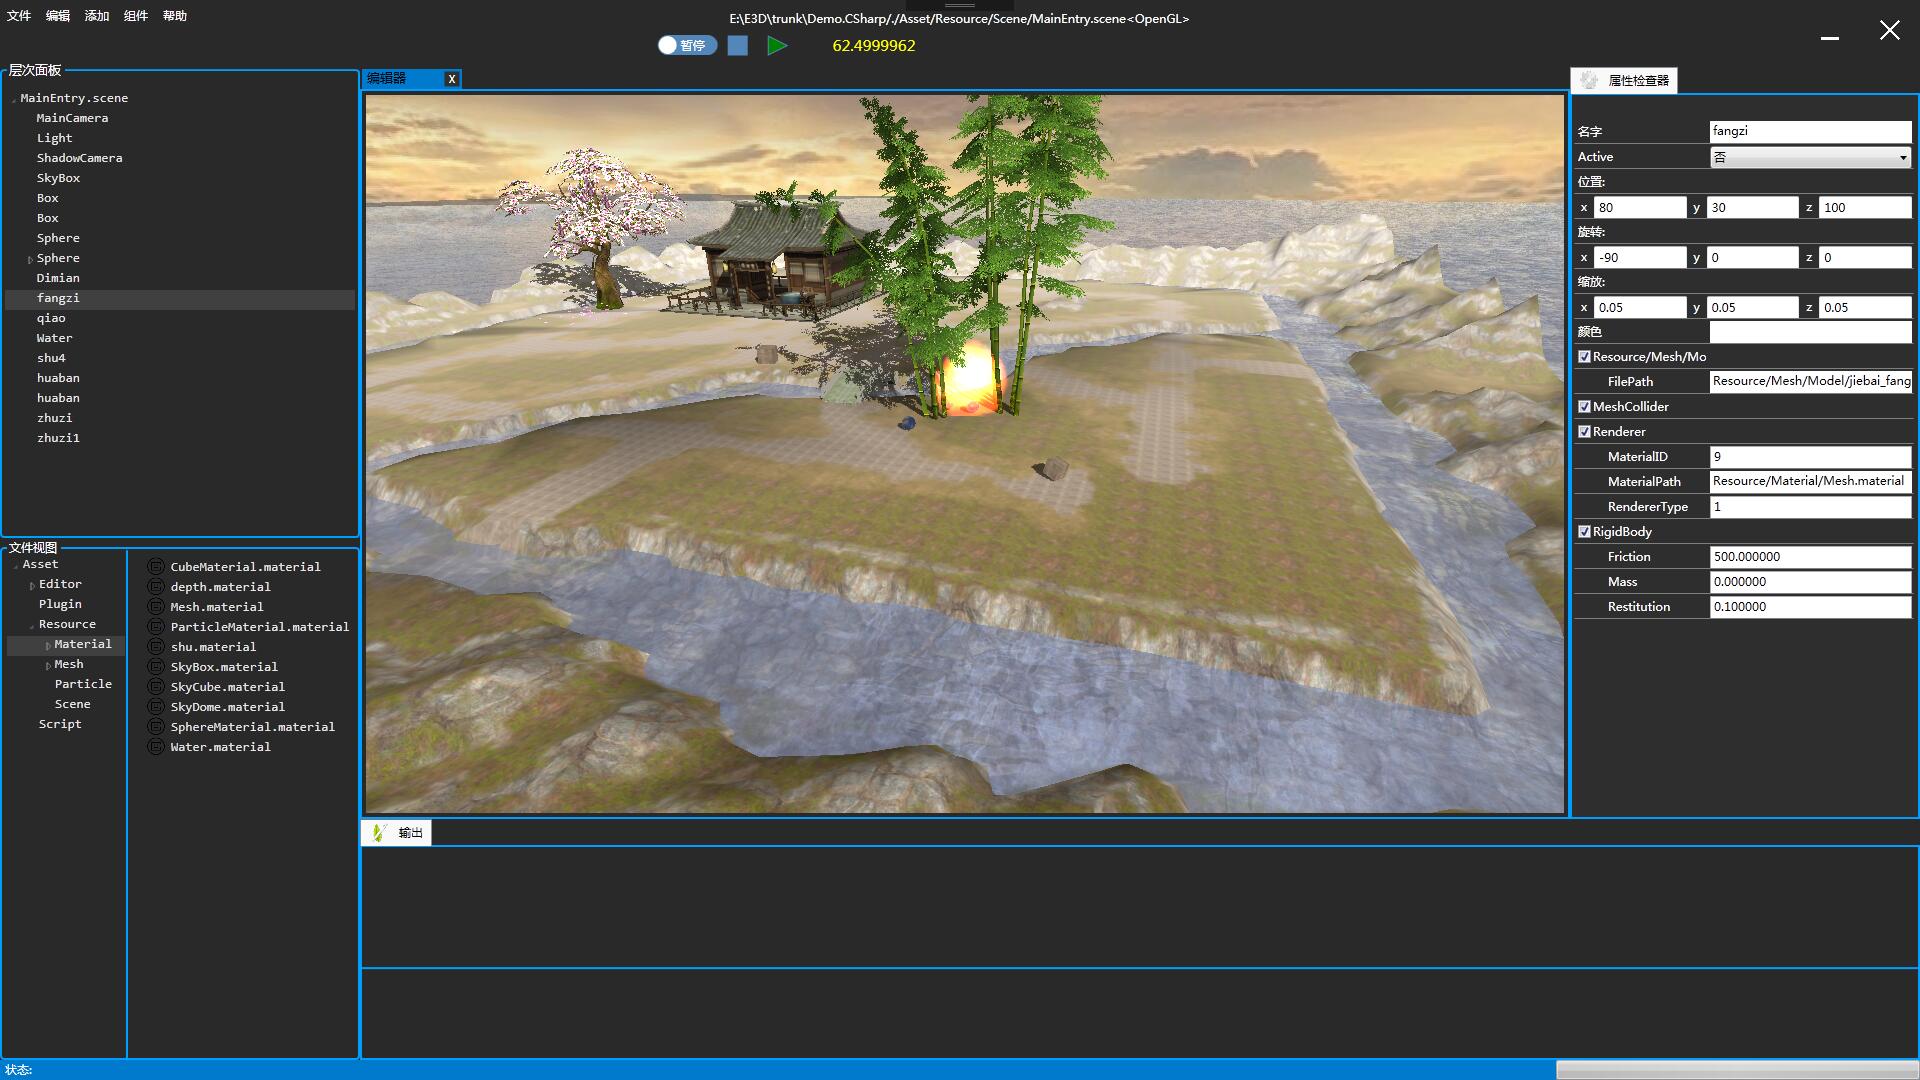 文件 编辑 添加 组件 帮助
E:\E3D\trunk\Demo.CSharp/./Asset/Resource/Scene/MainEntry.scene<OpenGL>
暂停 62.4999962
层次面板
MainEntry.scene
MainCamera
Light
ShadowCamera
SkyBox
Box
Box
Sphere
Sphere
Dimian
fangzi
qiao
Water
shu4
huaban
huaban
zhuzi
zhuzi1
文件视图
Asset
Editor
Plugin
Resource
Material
Mesh
Particle
Scene
Script
CubeMaterial.material
depth.material
Mesh.material
ParticleMaterial.material
shu.material
SkyBox.material
SkyCube.material
SkyDome.material
SphereMaterial.material
Water.material
编辑器 X
输出
属性检查器
名字 fangzi
Active 否
位置:
x 80 y 30 z 100
旋转:
x -90 y 0 z 0
缩放:
x 0.05 y 0.05 z 0.05
颜色
Resource/Mesh/Mo
FilePath Resource/Mesh/Model/jiebai_fang
MeshCollider
Renderer
MaterialID 9
MaterialPath Resource/Material/Mesh.material
RendererType 1
RigidBody
Friction 500.000000
Mass 0.000000
Restitution 0.100000
状态: